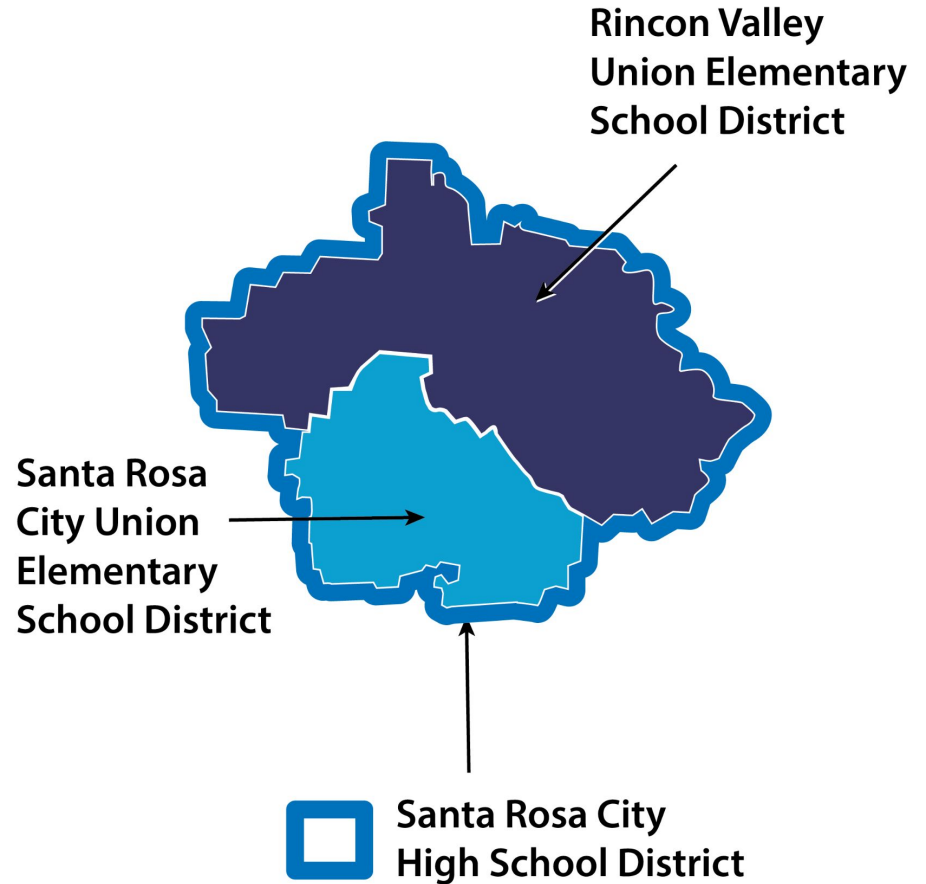 Rincon Valley
Union Elementary
School District
Santa Rosa
City Union
Elementary
School District
Santa Rosa City
High School District